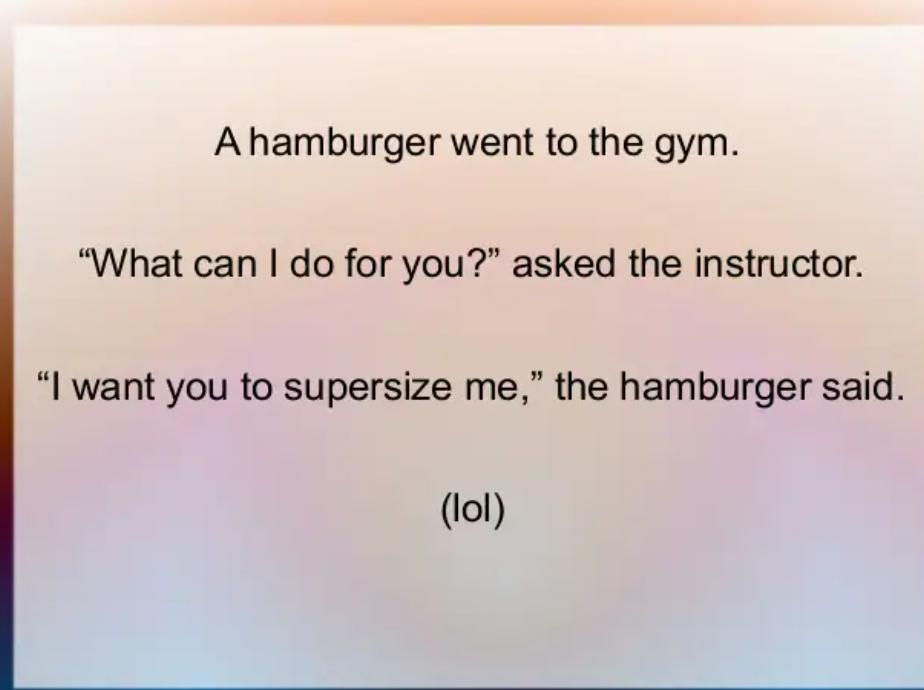 A hamburger went to the gym.
“What can I do for you?” asked the instructor.
“I want you to supersize me,” the hamburger said.
(lol)